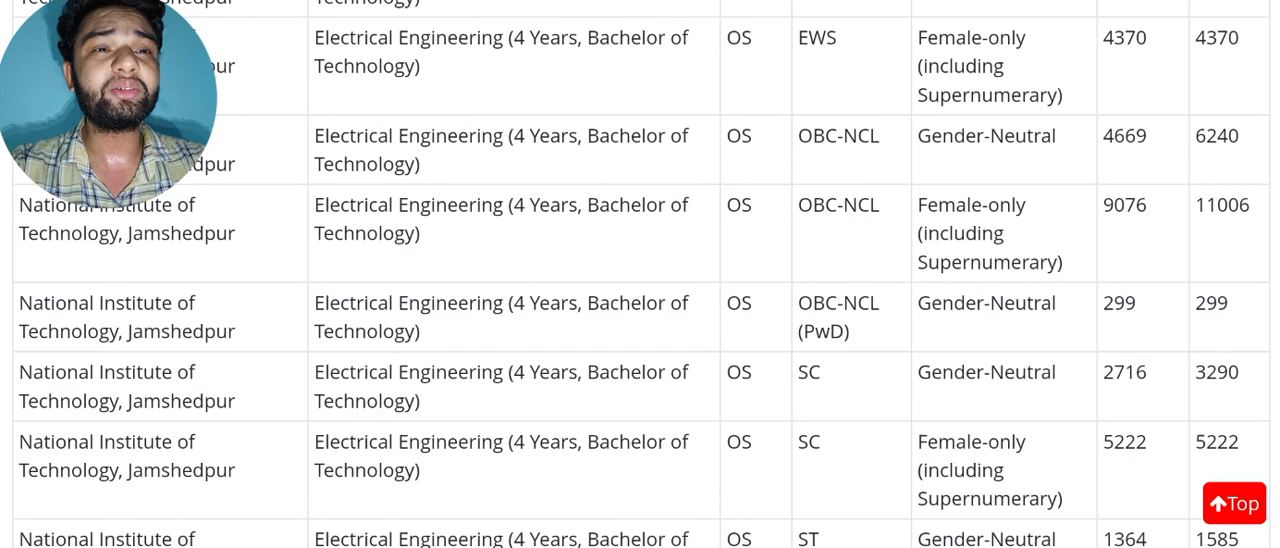 Technology)
Electrical Engineering (4 Years, Bachelor of
Technology)
OS
EWS
Female-only
(including
Supernumerary)
4370
4370
Electrical Engineering (4 Years, Bachelor of
Technology)
OS
OBC-NCL
Gender-Neutral
4669
6240
National Institute of
Technology, Jamshedpur
Electrical Engineering (4 Years, Bachelor of
Technology)
OS
OBC-NCL
Female-only
(including
Supernumerary)
9076
11006
National Institute of
Technology, Jamshedpur
Electrical Engineering (4 Years, Bachelor of
Technology)
OS
OBC-NCL
(PwD)
Gender-Neutral
299
299
National Institute of
Technology, Jamshedpur
Electrical Engineering (4 Years, Bachelor of
Technology)
OS
SC
Gender-Neutral
2716
3290
National Institute of
Technology, Jamshedpur
Electrical Engineering (4 Years, Bachelor of
Technology)
OS
SC
Female-only
(including
Supernumerary)
5222
5222
Top
National Institute of
Electrical Engineering (4 Years, Bachelor of
OS
ST
Gender-Neutral
1364
1585